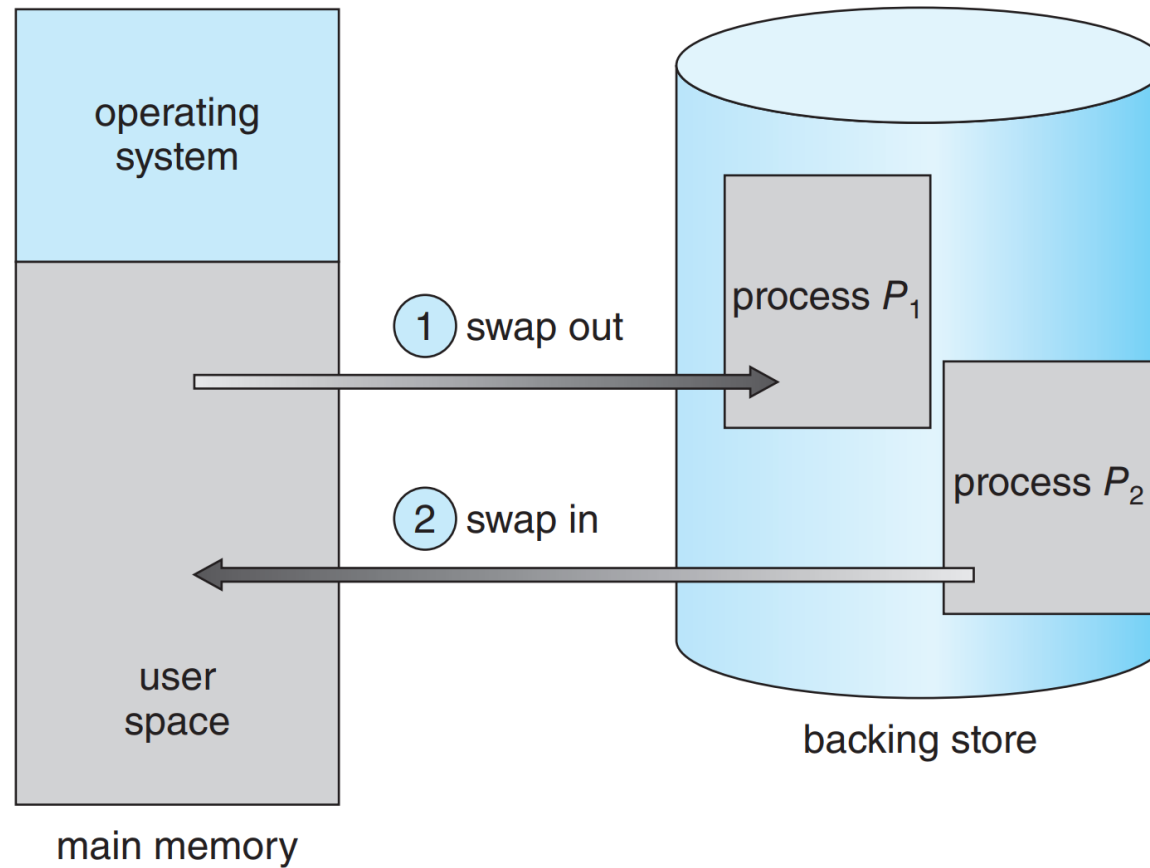 operating
system
process P₁
1 swap out
process P₂
2 swap in
user
space
backing store
main memory